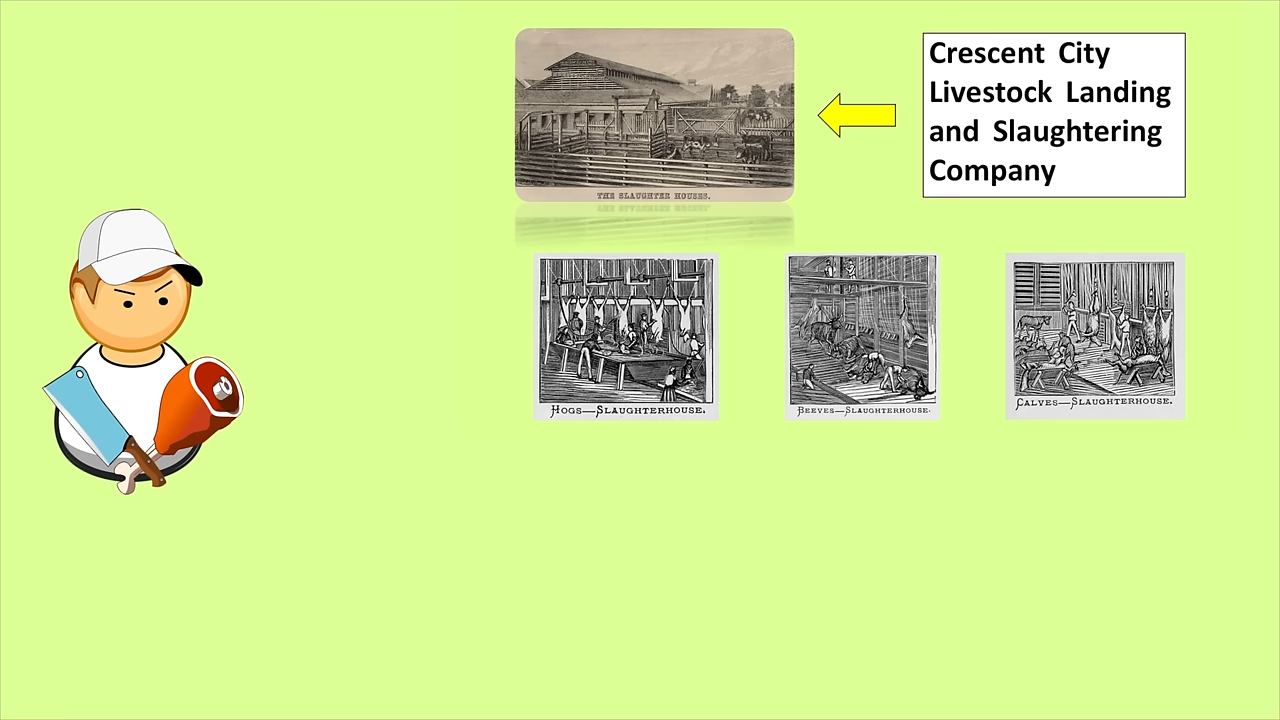 Crescent City
Livestock Landing
and Slaughtering
Company
THE SLAUGHTER HOUSES.
HOGS—SLAUGHTERHOUSE.
BEEVES—SLAUGHTERHOUSE.
CALVES—SLAUGHTERHOUSE.